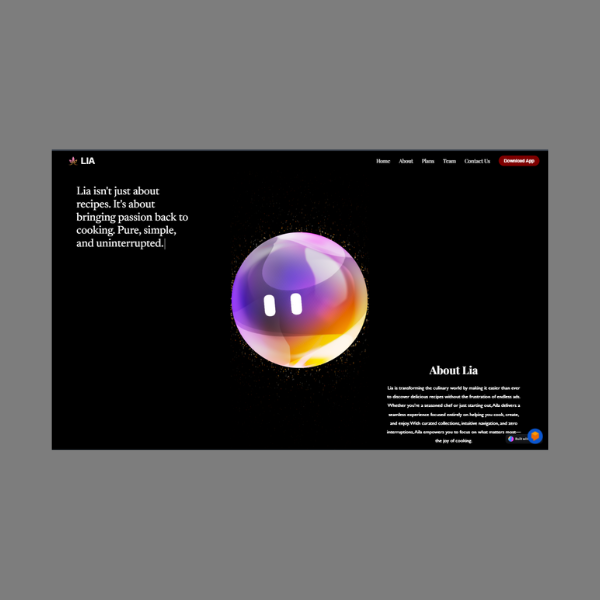 LIA
Home About Plans Team Contact Us Download App
Lia isn't just about
recipes. It's about
bringing passion back to
cooking. Pure, simple,
and uninterrupted.
About Lia
Lia is transforming the culinary world by making it easier than ever
to discover delicious recipes without the frustration of endless ads.
Whether you're a seasoned chef or just starting out, Aila delivers a
seamless experience focused entirely on helping you cook, create,
and enjoy. With curated collections, intuitive navigation, and zero
interruptions, Aila empowers you to focus on what matters most—
the joy of cooking
Built